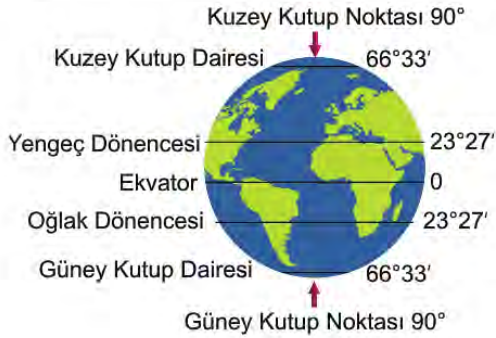 Kuzey Kutup Noktası 90°
Kuzey Kutup Dairesi 66°33′
Yengeç Dönencesi 23°27′
Ekvator 0
Oğlak Dönencesi 23°27′
Güney Kutup Dairesi 66°33′
Güney Kutup Noktası 90°